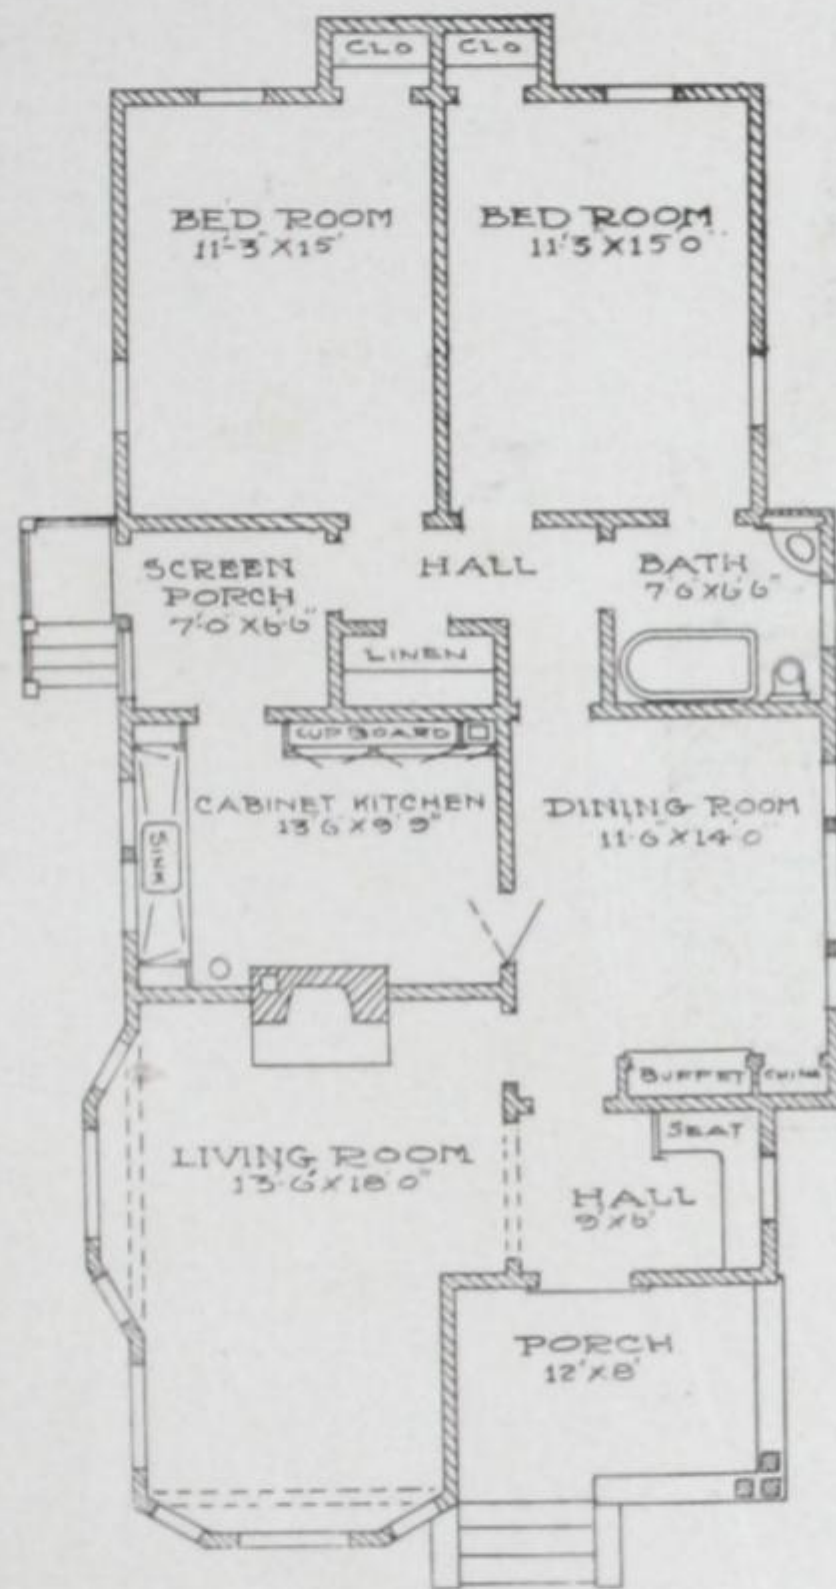 CLO
CLO
BED ROOM
11'-3" X 15'
BED ROOM
11'3 X 15'0"
SCREEN
PORCH
7'-0" X 6'-6"
HALL
BATH
7'6 X 6'6"
LINEN
CUPBOARD
CABINET KITCHEN
13'6 X 9'9"
DINING ROOM
11-6" X 14'0"
SINK
BUFFET
CHINA
SEAT
LIVING ROOM
13-6" X 18'0"
HALL
9' X 6'
PORCH
12' X 8'